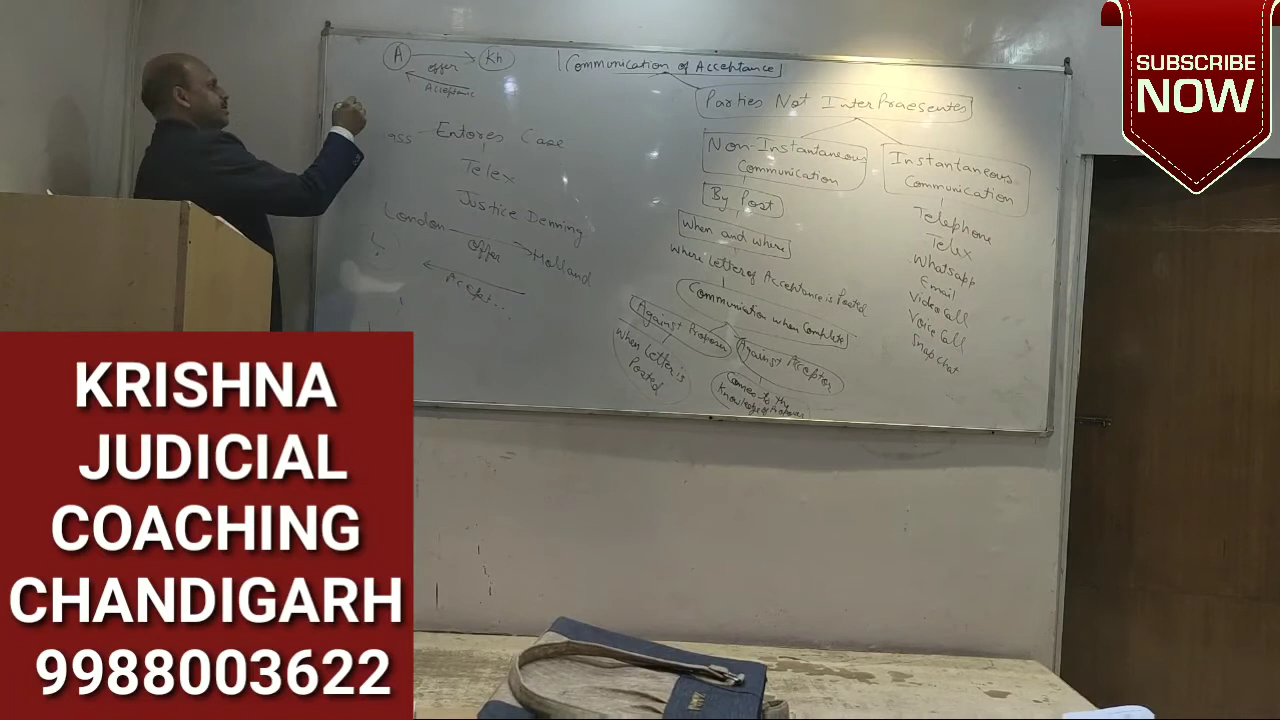 SUBSCRIBE
NOW
A
Kh
offer
Acceptance
Communication of Acceptance
Parties Not Inter Praesentes
Non-Instantaneous
Communication
Instantaneous
Communication
By Post
When and where
Where letter of Acceptance is Posted
Communication when Complete
Against Proposer
Against Acceptor
When Letter is
Posted
Comes to the
Knowledge of Proposer
Telephone
Telex
Whatsapp
Email
Video Call
Voice Call
Snapchat
Entores Case
Telex
Justice Denning
London
offer
Holland
KRISHNA
JUDICIAL
COACHING
CHANDIGARH
9988003622